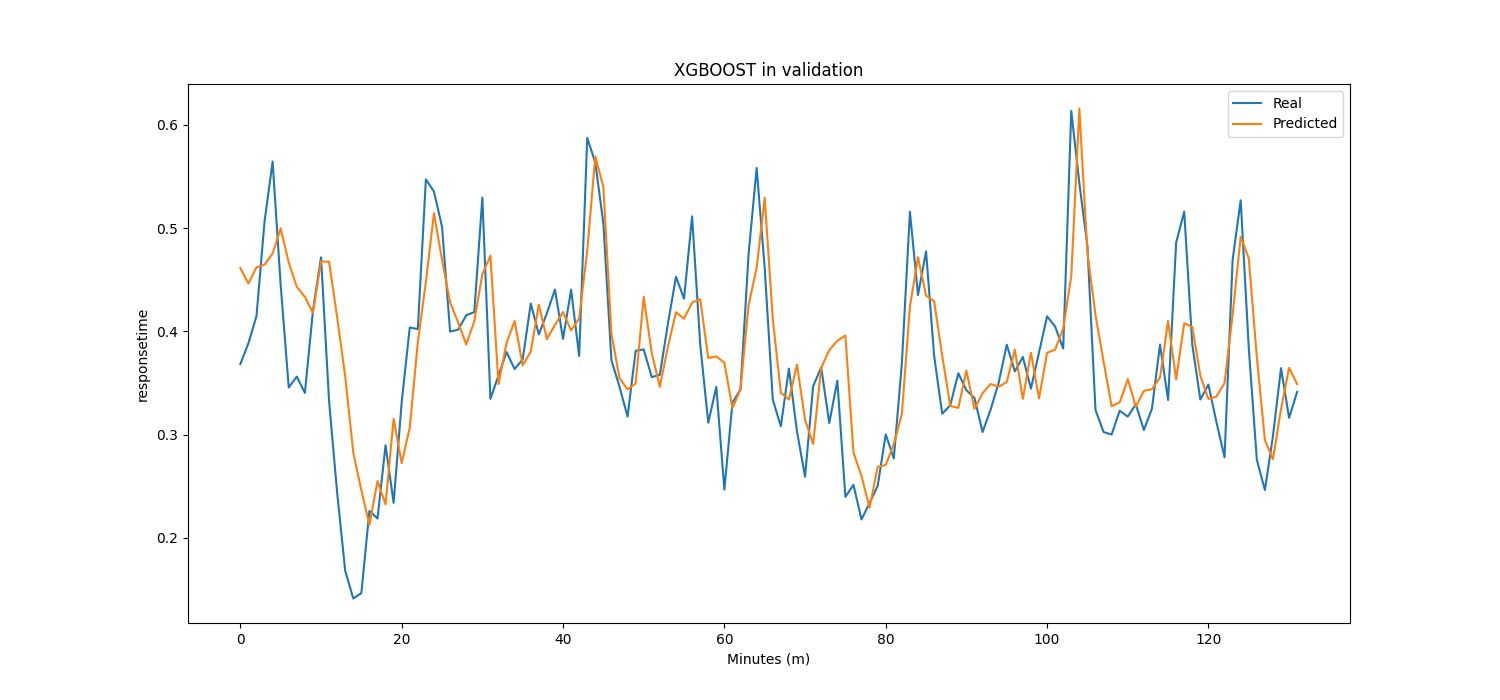 XGBOOST in validation
Real
Predicted
0.6
0.5
0.4
0.3
0.2
responsetime
0 20 40 60 80 100 120
Minutes (m)